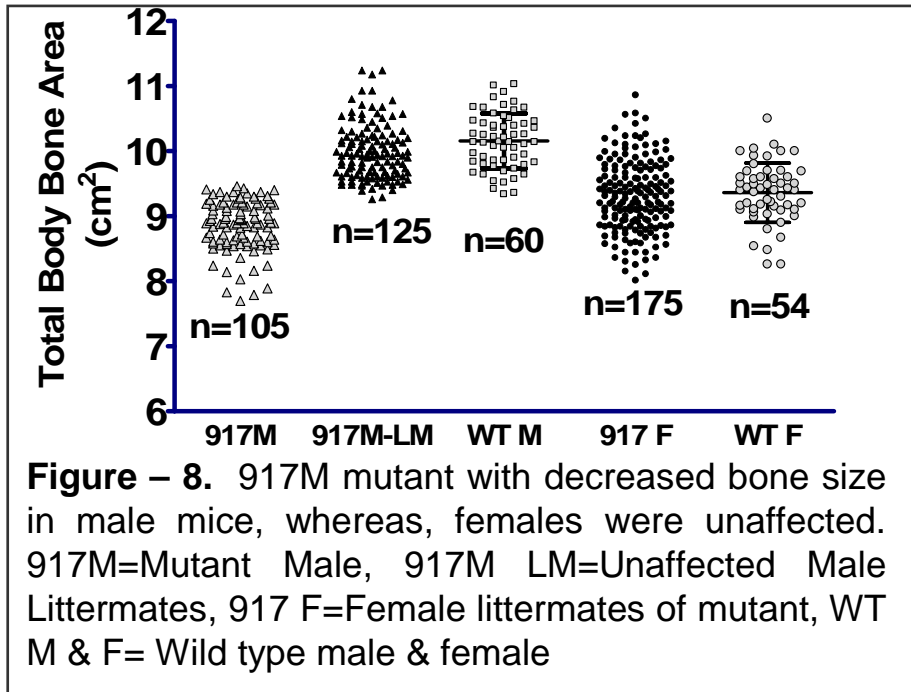 12
11
10
9
8
7
6
Total Body Bone Area
(cm²)
n=105
n=125
n=60
n=175
n=54
917M 917M-LM WT M 917 F WT F
Figure – 8. 917M mutant with decreased bone size
in male mice, whereas, females were unaffected.
917M=Mutant Male, 917M LM=Unaffected Male
Littermates, 917 F=Female littermates of mutant, WT
M & F= Wild type male & female